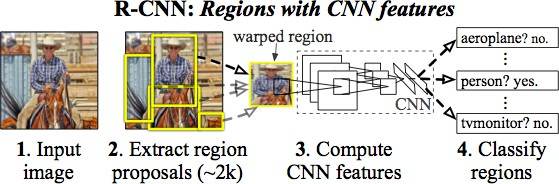 R-CNN: Regions with CNN features
warped region
aeroplane? no.
⋮
person? yes.
⋮
tvmonitor? no.
CNN
1. Input
image
2. Extract region
proposals (~2k)
3. Compute
CNN features
4. Classify
regions